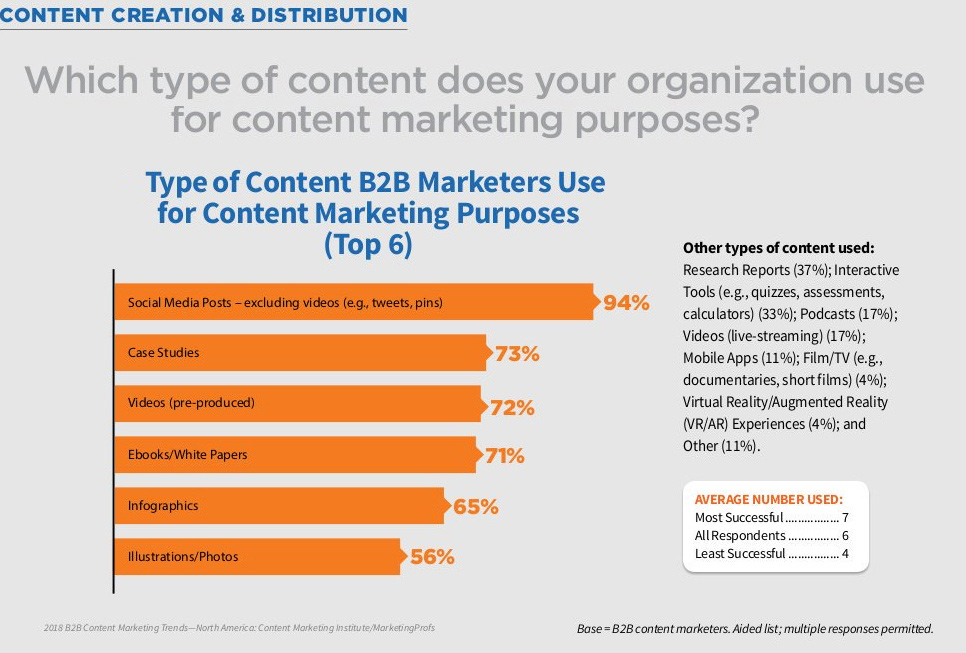 CONTENT CREATION & DISTRIBUTION
Which type of content does your organization use
for content marketing purposes?
Type of Content B2B Marketers Use
for Content Marketing Purposes
(Top 6)
Social Media Posts – excluding videos (e.g., tweets, pins)
94%
Case Studies
73%
Videos (pre-produced)
72%
Ebooks/White Papers
71%
Infographics
65%
Illustrations/Photos
56%
Other types of content used:
Research Reports (37%); Interactive
Tools (e.g., quizzes, assessments,
calculators) (33%); Podcasts (17%);
Videos (live-streaming) (17%);
Mobile Apps (11%); Film/TV (e.g.,
documentaries, short films) (4%);
Virtual Reality/Augmented Reality
(VR/AR) Experiences (4%); and
Other (11%).
AVERAGE NUMBER USED:
Most Successful ................ 7
All Respondents ............... 6
Least Successful ............... 4
2018 B2B Content Marketing Trends—North America: Content Marketing Institute/MarketingProfs
Base = B2B content marketers. Aided list; multiple responses permitted.